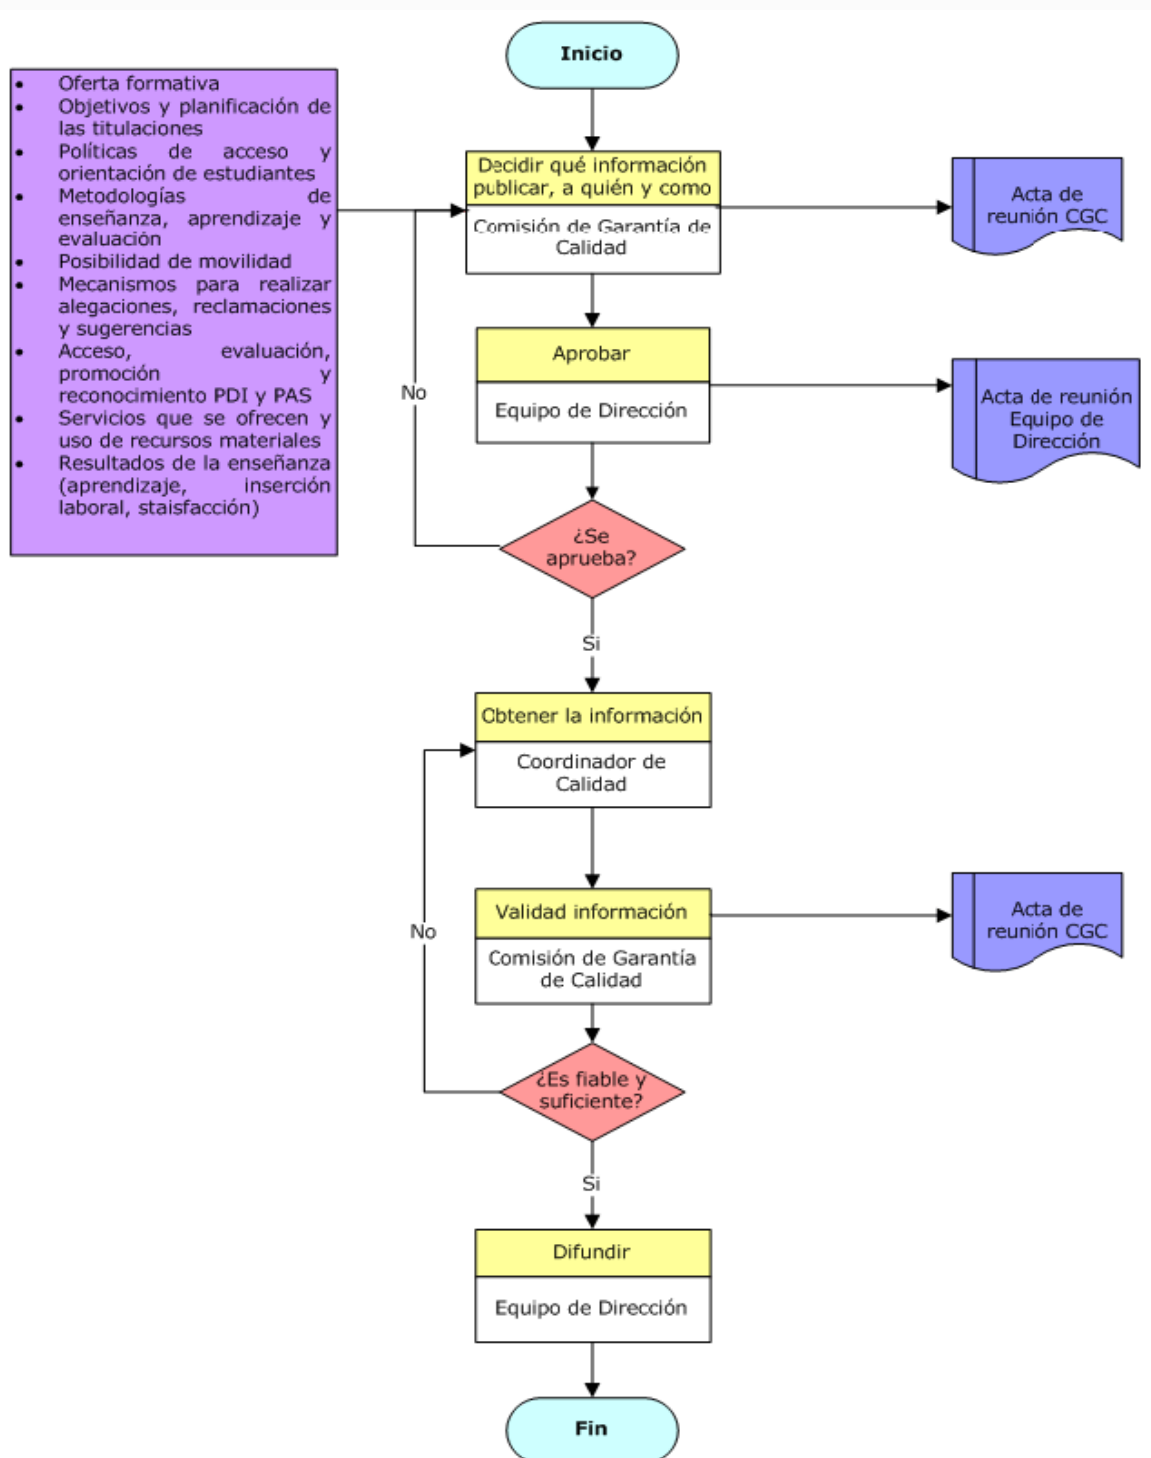 Inicio
Oferta formativa
Objetivos y planificación de
las titulaciones
Políticas de acceso y
orientación de estudiantes
Metodologías de
enseñanza, aprendizaje y
evaluación
Posibilidad de movilidad
Mecanismos para realizar
alegaciones, reclamaciones
y sugerencias
Acceso, evaluación,
promoción y
reconocimiento PDI y PAS
Servicios que se ofrecen y
uso de recursos materiales
Resultados de la enseñanza
(aprendizaje, inserción
laboral, staisfacción)
Decidir qué información
publicar, a quién y como
Comisión de Garantía de
Calidad
Acta de
reunión CGC
Aprobar
Equipo de Dirección
Acta de reunión
Equipo de
Dirección
No
¿Se
aprueba?
Si
Obtener la información
Coordinador de
Calidad
Validad información
Comisión de Garantía
de Calidad
Acta de
reunión CGC
No
¿Es fiable y
suficiente?
Si
Difundir
Equipo de Dirección
Fin